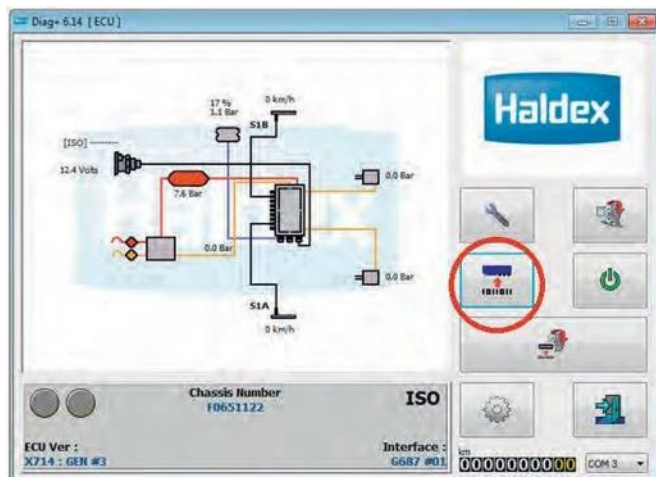 Diag+ 6.14 [ECU]
17 %
1.1 Bar
0 km/h
S1B
[ISO]
12.4 Volts
7.6 Bar
0.0 Bar
0.0 Bar
0.0 Bar
S1A
0 km/h
Haldex
Haldex
Chassis Number
F0651122
ISO
ECU Ver :
X714 : GEN #3
Interface :
G687 #01
km
0000000000
COM 3